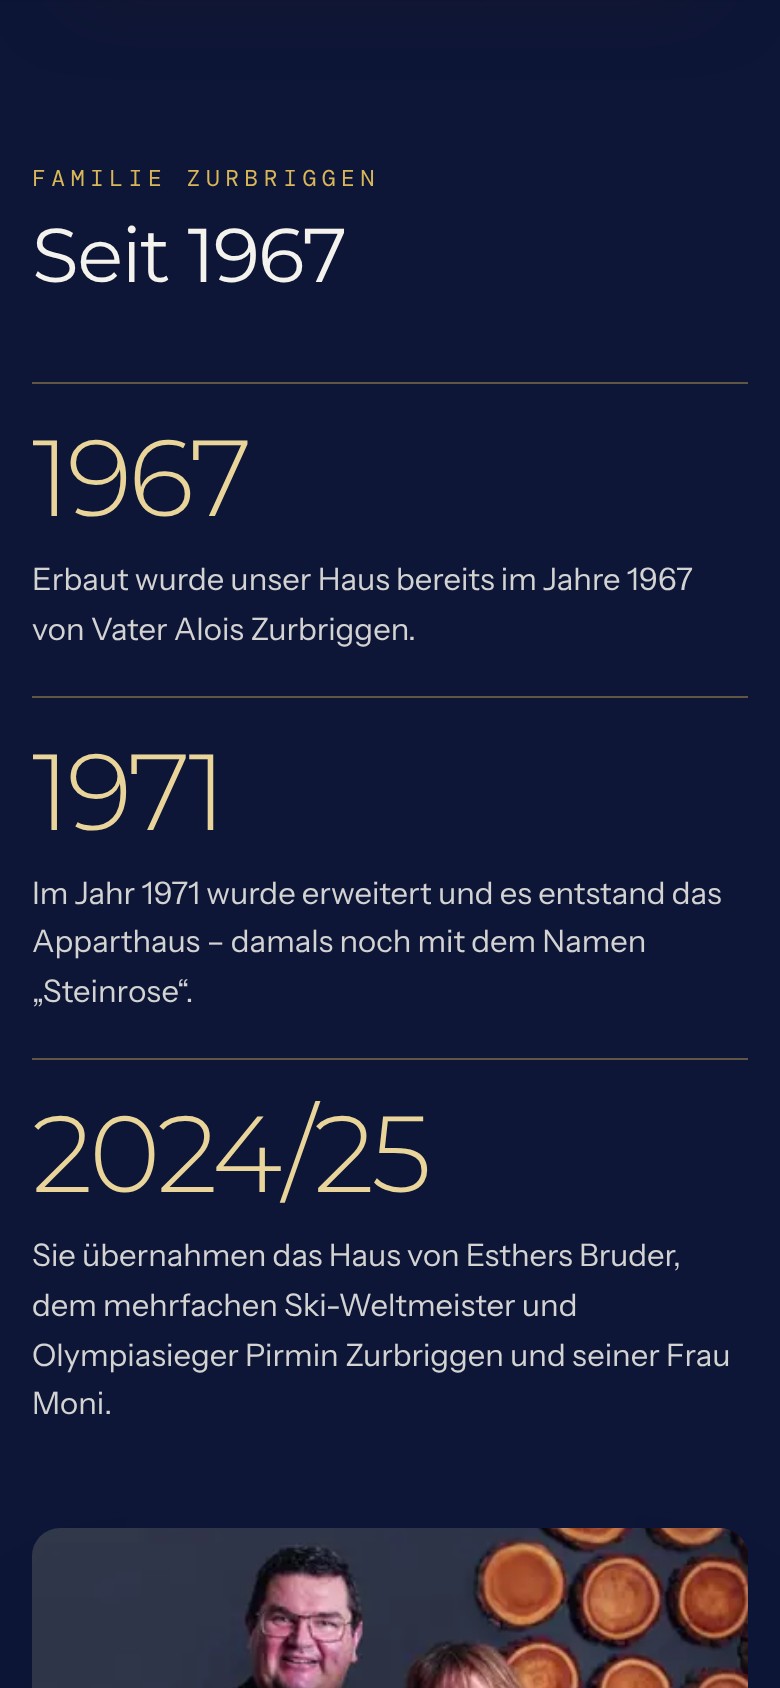 FAMILIE ZURBRIGGEN
Seit 1967
1967
Erbaut wurde unser Haus bereits im Jahre 1967
von Vater Alois Zurbriggen.
1971
Im Jahr 1971 wurde erweitert und es entstand das
Apparthaus – damals noch mit dem Namen
„Steinrose“.
2024/25
Sie übernahmen das Haus von Esthers Bruder,
dem mehrfachen Ski-Weltmeister und
Olympiasieger Pirmin Zurbriggen und seiner Frau
Moni.